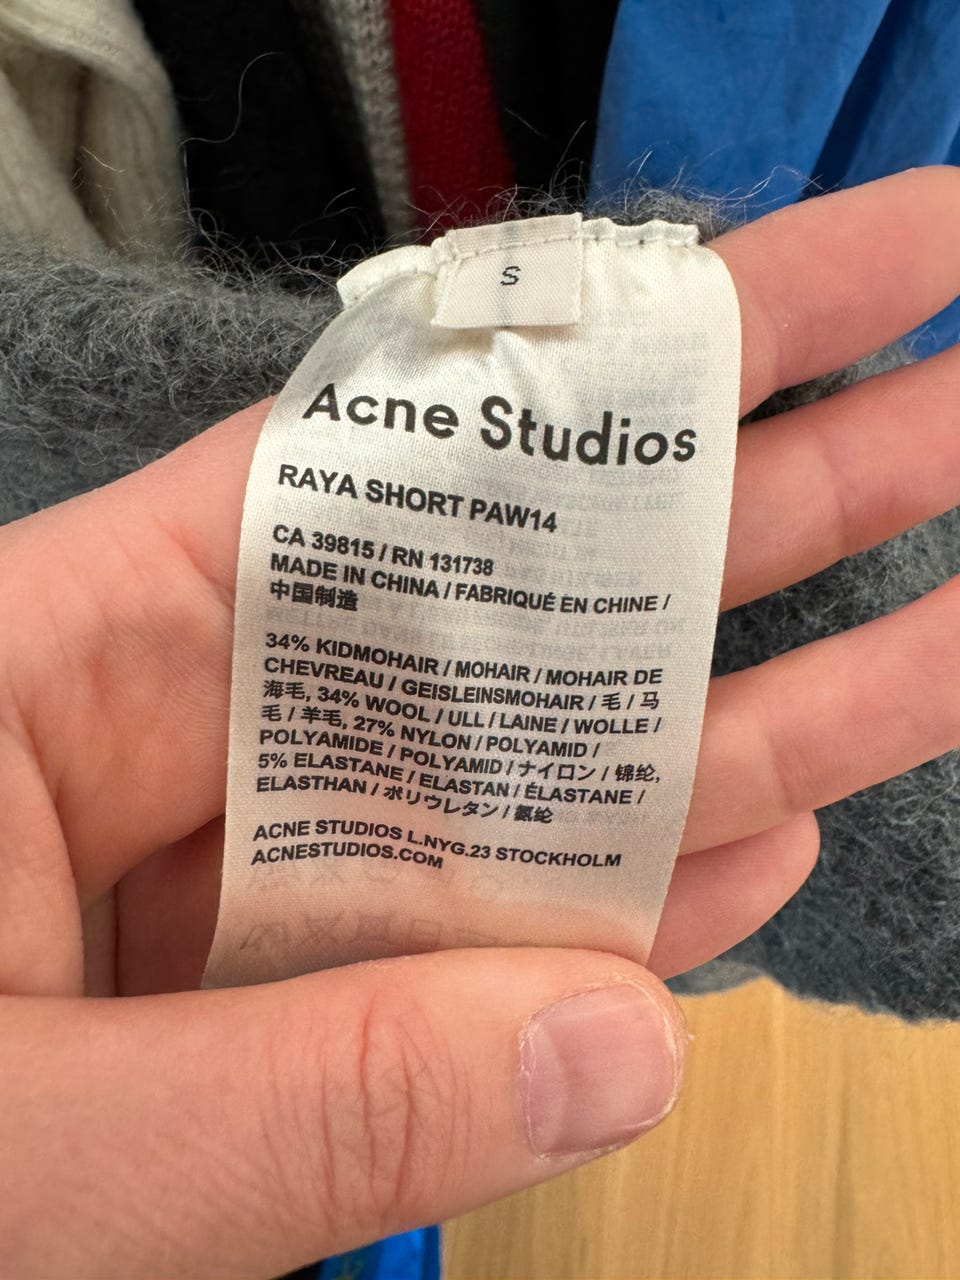 S
Acne Studios
RAYA SHORT PAW14
CA 39815 / RN 131738
MADE IN CHINA / FABRIQUÉ EN CHINE /
中国制造
34% KIDMOHAIR / MOHAIR / MOHAIR DE
CHEVREAU / GEISLEINSMOHAIR / 毛 / 马
海毛, 34% WOOL / ULL / LAINE / WOLLE /
毛 / 羊毛, 27% NYLON / POLYAMID /
POLYAMIDE / POLYAMID / ナイロン / 锦纶,
5% ELASTANE / ELASTAN / ÉLASTANE /
ELASTHAN / ポリウレタン / 氨纶
ACNE STUDIOS L.NYG.23 STOCKHOLM
ACNESTUDIOS.COM